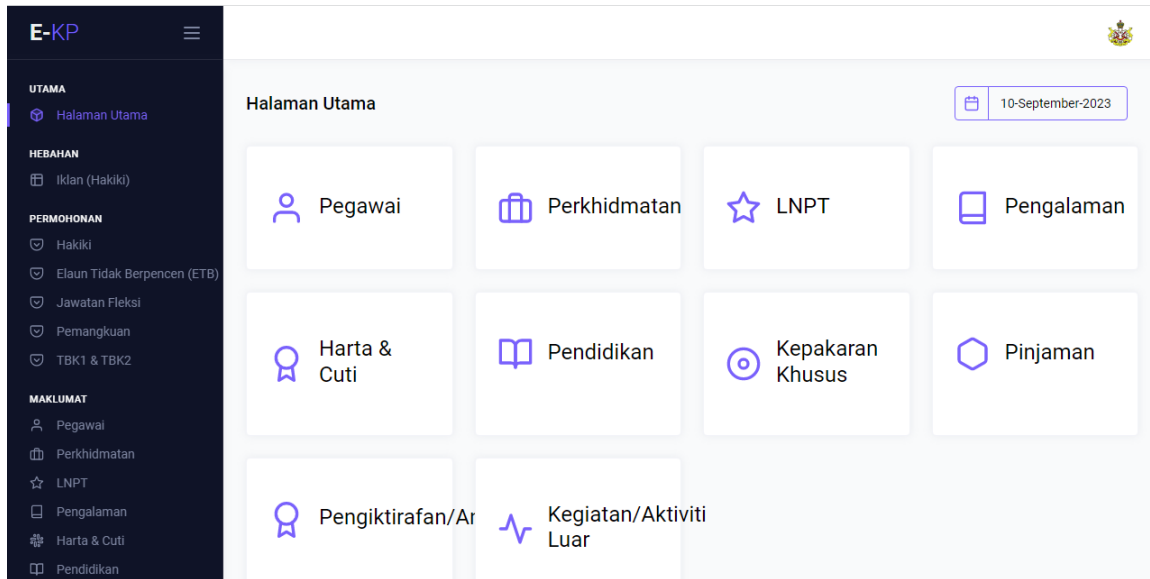 E-KP
UTAMA
Halaman Utama
HEBAHAN
Iklan (Hakiki)
PERMOHONAN
Hakiki
Elaun Tidak Berpencen (ETB)
Jawatan Fleksi
Pemangkuan
TBK1 & TBK2
MAKLUMAT
Pegawai
Perkhidmatan
LNPT
Pengalaman
Harta & Cuti
Pendidikan
Halaman Utama
10-September-2023
Pegawai
Perkhidmatan
LNPT
Pengalaman
Harta &
Cuti
Pendidikan
Kepakaran
Khusus
Pinjaman
Pengiktirafan/
Kegiatan/Aktiviti
Luar